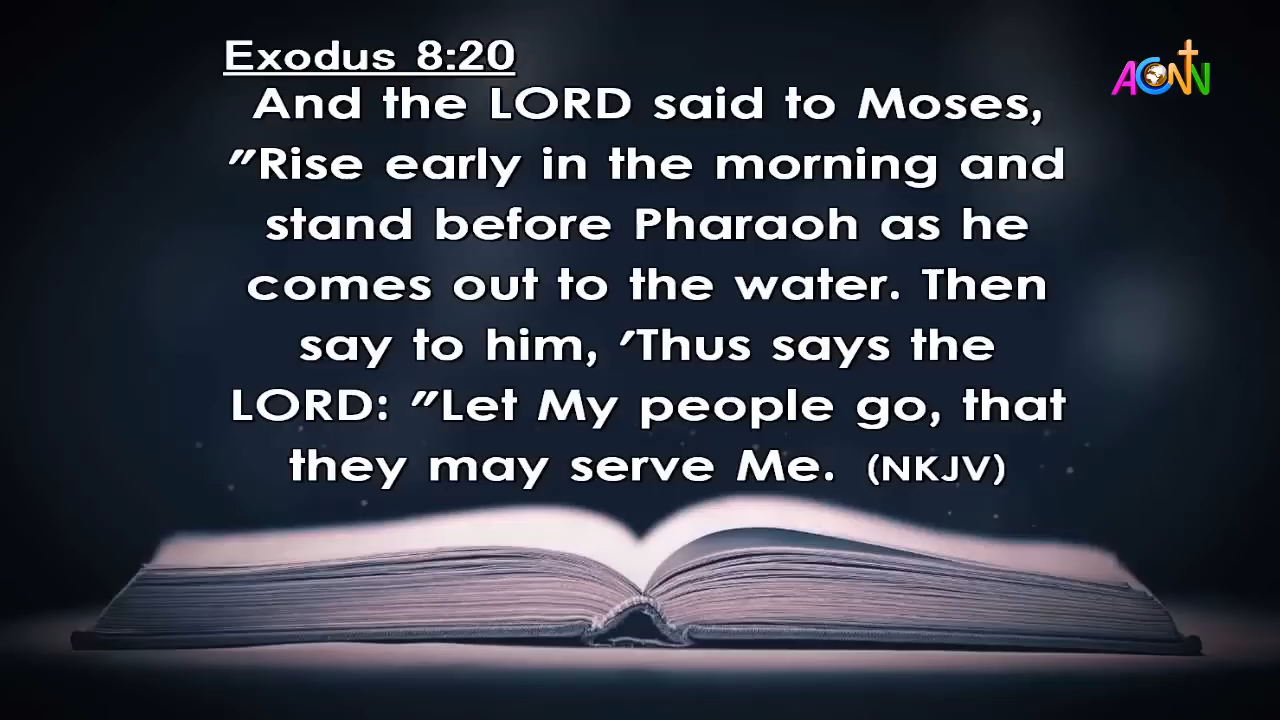 Exodus 8:20
ACNN
And the LORD said to Moses,
"Rise early in the morning and
stand before Pharaoh as he
comes out to the water. Then
say to him, 'Thus says the
LORD: "Let My people go, that
they may serve Me. (NKJV)